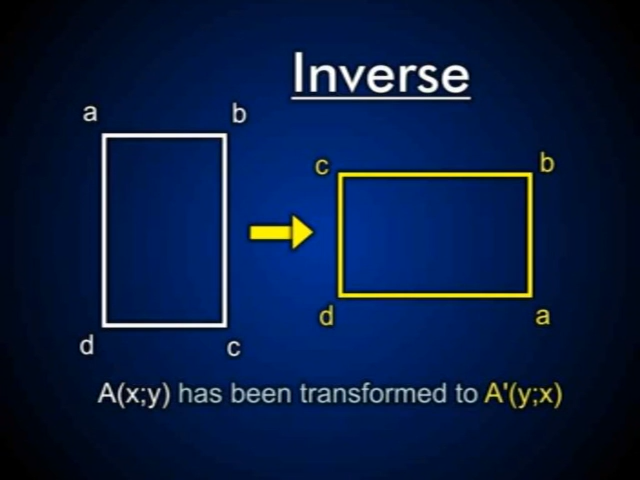 Inverse
a b
c b
d a
d c
A(x;y) has been transformed to A'(y;x)